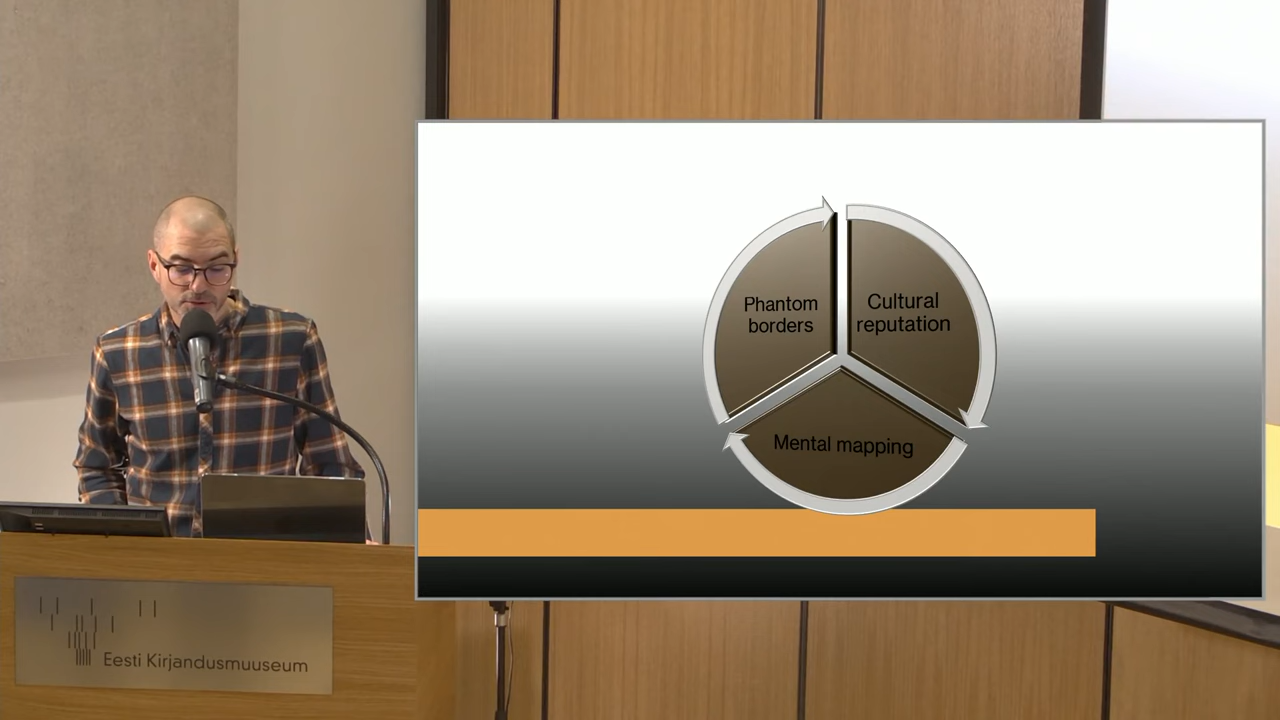 Phantom
borders
Cultural
reputation
Mental mapping
Eesti Kirjandusmuuseum